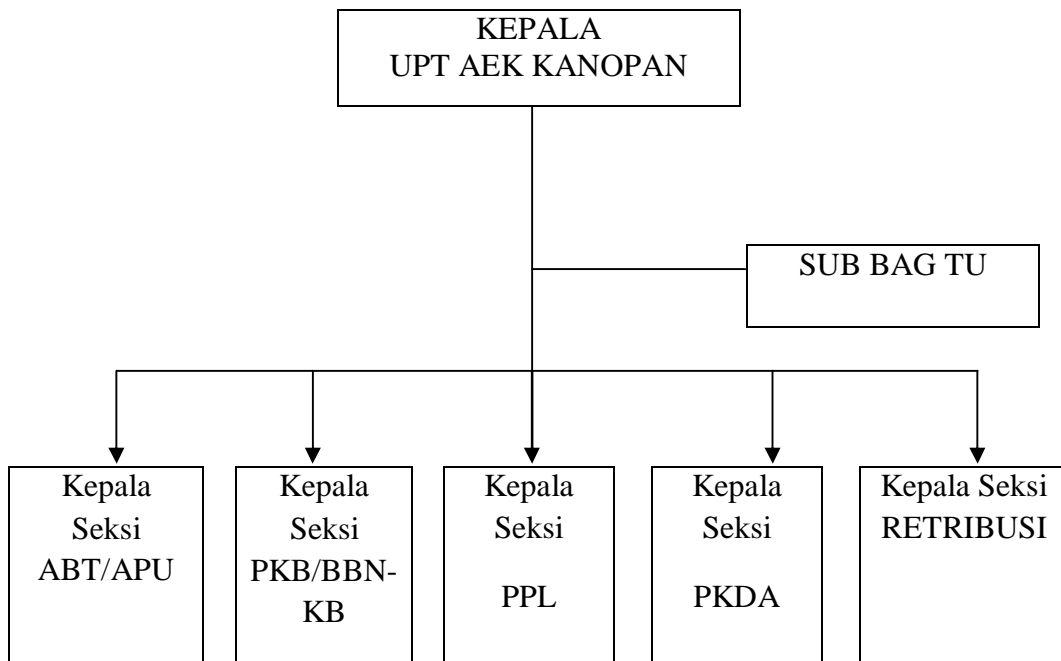 KEPALA
UPT AEK KANOPAN
SUB BAG TU
Kepala
Seksi
ABT/APU
Kepala
Seksi
PKB/BBN-
KB
Kepala
Seksi
PPL
Kepala
Seksi
PKDA
Kepala Seksi
RETRIBUSI